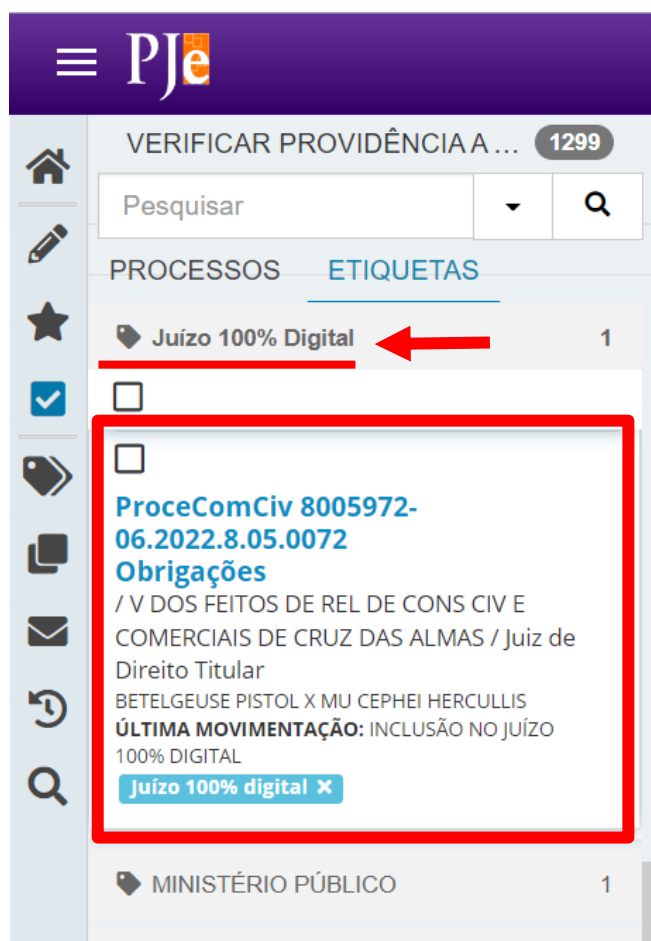 PJe
VERIFICAR PROVIDÊNCIA A ... 1299
Pesquisar
PROCESSOS ETIQUETAS
Juízo 100% Digital 1
ProceComCiv 8005972-
06.2022.8.05.0072
Obrigações
/ V DOS FEITOS DE REL DE CONS CIV E
COMERCIAIS DE CRUZ DAS ALMAS / Juiz de
Direito Titular
BETELGEUSE PISTOL X MU CEPHEI HERCULLIS
ÚLTIMA MOVIMENTAÇÃO: INCLUSÃO NO JUÍZO
100% DIGITAL
Juízo 100% digital ×
MINISTÉRIO PÚBLICO 1